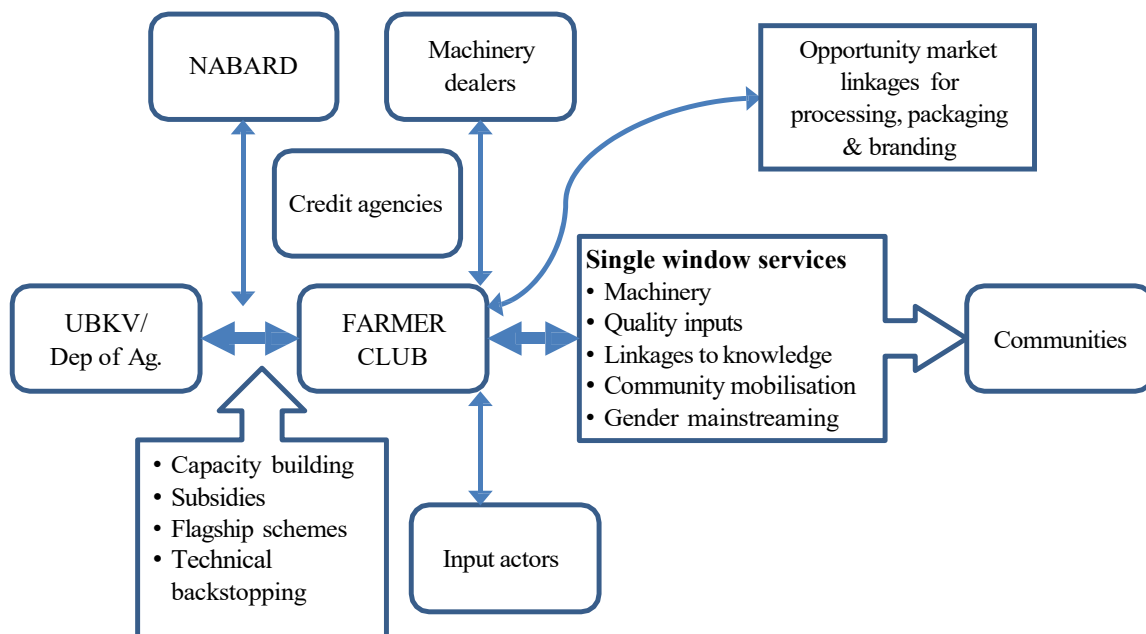 NABARD
Machinery
dealers
Opportunity market
linkages for
processing, packaging
& branding
Credit agencies
UBKV/
Dep of Ag.
FARMER
CLUB
Single window services
• Machinery
• Quality inputs
• Linkages to knowledge
• Community mobilisation
• Gender mainstreaming
Communities
• Capacity building
• Subsidies
• Flagship schemes
• Technical
backstopping
Input actors